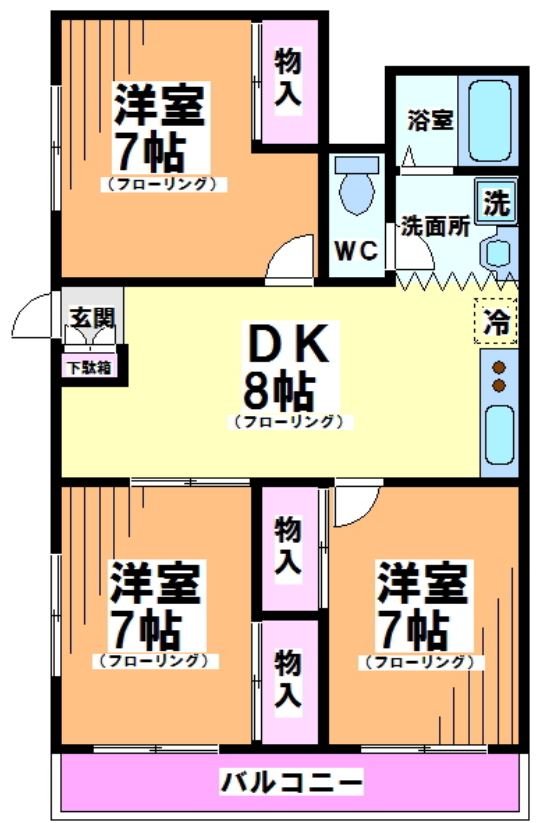 物
入
洋室
7帖
(フローリング)
浴室
洗
洗面所
WC
玄関
下駄箱
冷
DK
8帖
(フローリング)
物
入
洋室
7帖
(フローリング)
洋室
7帖
(フローリング)
物
入
バルコニー